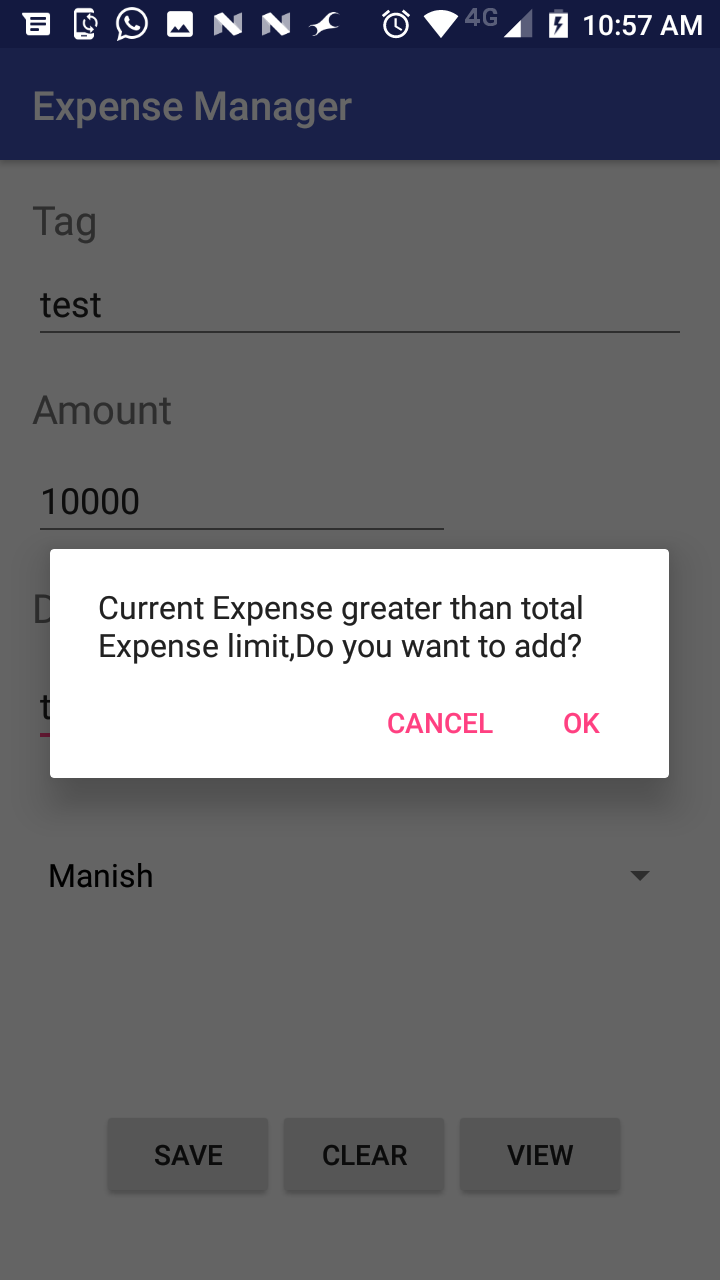 4G 10:57 AM
Expense Manager
Tag
test
Amount
10000
Current Expense greater than total
Expense limit,Do you want to add?
CANCEL OK
Manish
SAVE CLEAR VIEW